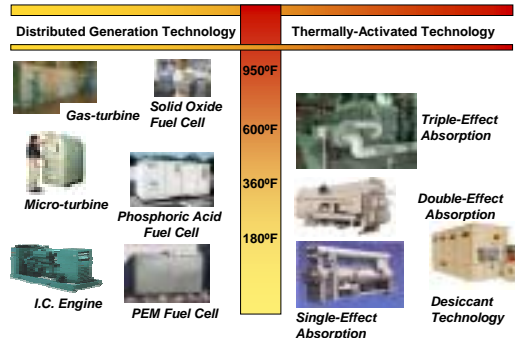 Distributed Generation Technology
Thermally-Activated Technology
950ºF
Gas-turbine
Solid Oxide
Fuel Cell
600ºF
Triple-Effect
Absorption
360ºF
Micro-turbine
Phosphoric Acid
Fuel Cell
Double-Effect
Absorption
180ºF
I.C. Engine
PEM Fuel Cell
Single-Effect
Absorption
Desiccant
Technology